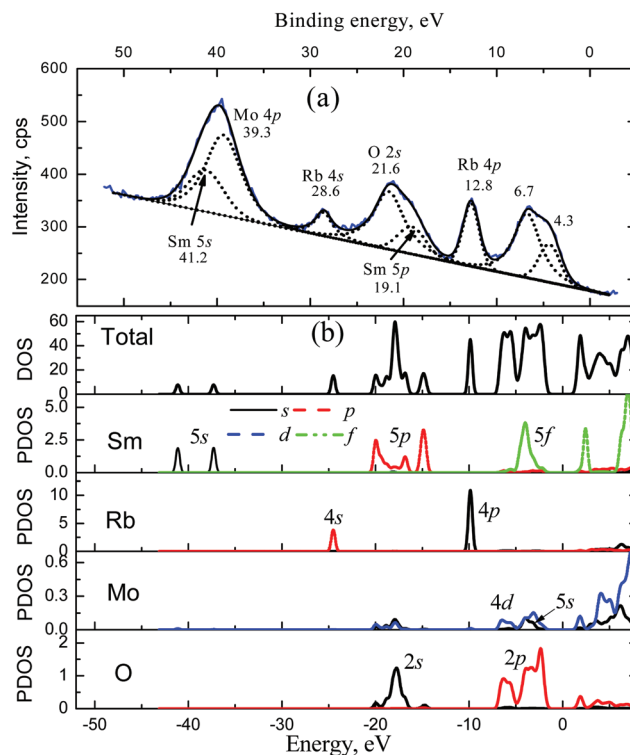 Binding energy, eV
50 40 30 20 10 0
600
500
400
300
200
Intensity, cps
(a)
Mo 4p
39.3
Sm 5s
41.2
Rb 4s
28.6
O 2s
21.6
Sm 5p
19.1
Rb 4p
12.8
6.7
4.3
(b)
60
45
30
15
0
DOS
Total
5.0
2.5
0.0
PDOS
Sm
s p
d f
5s
5p
5f
10
5
0
PDOS
Rb
4s
4p
0.6
0.3
0.0
PDOS
Mo
4d
5s
2
1
0
PDOS
O
2s
2p
-50 -40 -30 -20 -10 0
Energy, eV